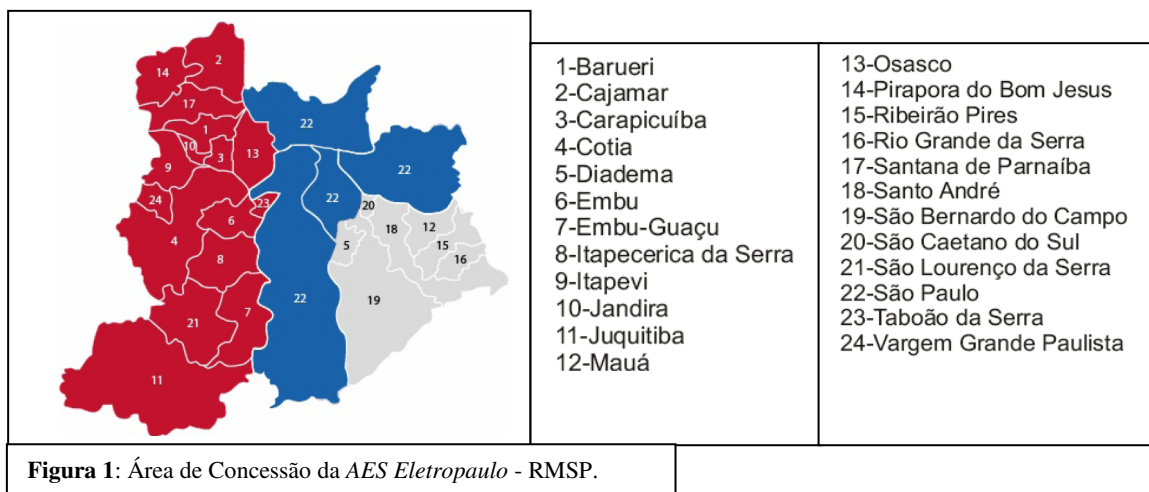 14
2
17
1
10
3
13
9
24
4
6
23
8
21
7
11
22
22
22
22
20
5
18
12
15
16
19
1-Barueri
2-Cajamar
3-Carapicuíba
4-Cotia
5-Diadema
6-Embu
7-Embu-Guaçu
8-Itapecerica da Serra
9-Itapevi
10-Jandira
11-Juquitiba
12-Mauá
13-Osasco
14-Pirapora do Bom Jesus
15-Ribeirão Pires
16-Rio Grande da Serra
17-Santana de Parnaíba
18-Santo André
19-São Bernardo do Campo
20-São Caetano do Sul
21-São Lourenço da Serra
22-São Paulo
23-Taboão da Serra
24-Vargem Grande Paulista
Figura 1: Área de Concessão da AES Eletropaulo - RMSP.